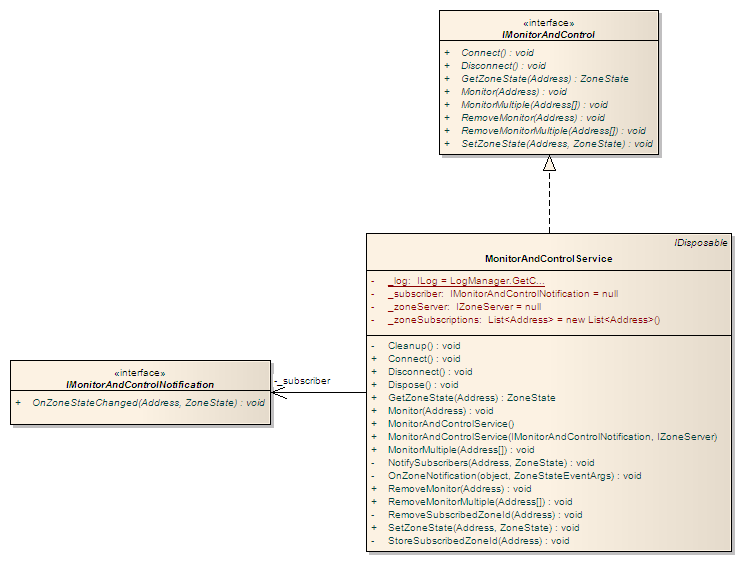 «interface»
IMonitorAndControl
+ Connect() : void
+ Disconnect() : void
+ GetZoneState(Address) : ZoneState
+ Monitor(Address) : void
+ MonitorMultiple(Address[]) : void
+ RemoveMonitor(Address) : void
+ RemoveMonitorMultiple(Address[]) : void
+ SetZoneState(Address, ZoneState) : void
IDisposable
MonitorAndControlService
- _log: ILog = LogManager.GetC...
- _subscriber: IMonitorAndControlNotification = null
- _zoneServer: IZoneServer = null
- _zoneSubscriptions: List<Address> = new List<Address>()
- Cleanup() : void
+ Connect() : void
+ Disconnect() : void
+ Dispose() : void
+ GetZoneState(Address) : ZoneState
+ Monitor(Address) : void
+ MonitorAndControlService()
+ MonitorAndControlService(IMonitorAndControlNotification, IZoneServer)
+ MonitorMultiple(Address[]) : void
- NotifySubscribers(Address, ZoneState) : void
- OnZoneNotification(object, ZoneStateEventArgs) : void
+ RemoveMonitor(Address) : void
+ RemoveMonitorMultiple(Address[]) : void
- RemoveSubscribedZoneId(Address) : void
+ SetZoneState(Address, ZoneState) : void
- StoreSubscribedZoneId(Address) : void
«interface»
IMonitorAndControlNotification
+ OnZoneStateChanged(Address, ZoneState) : void
-_subscriber